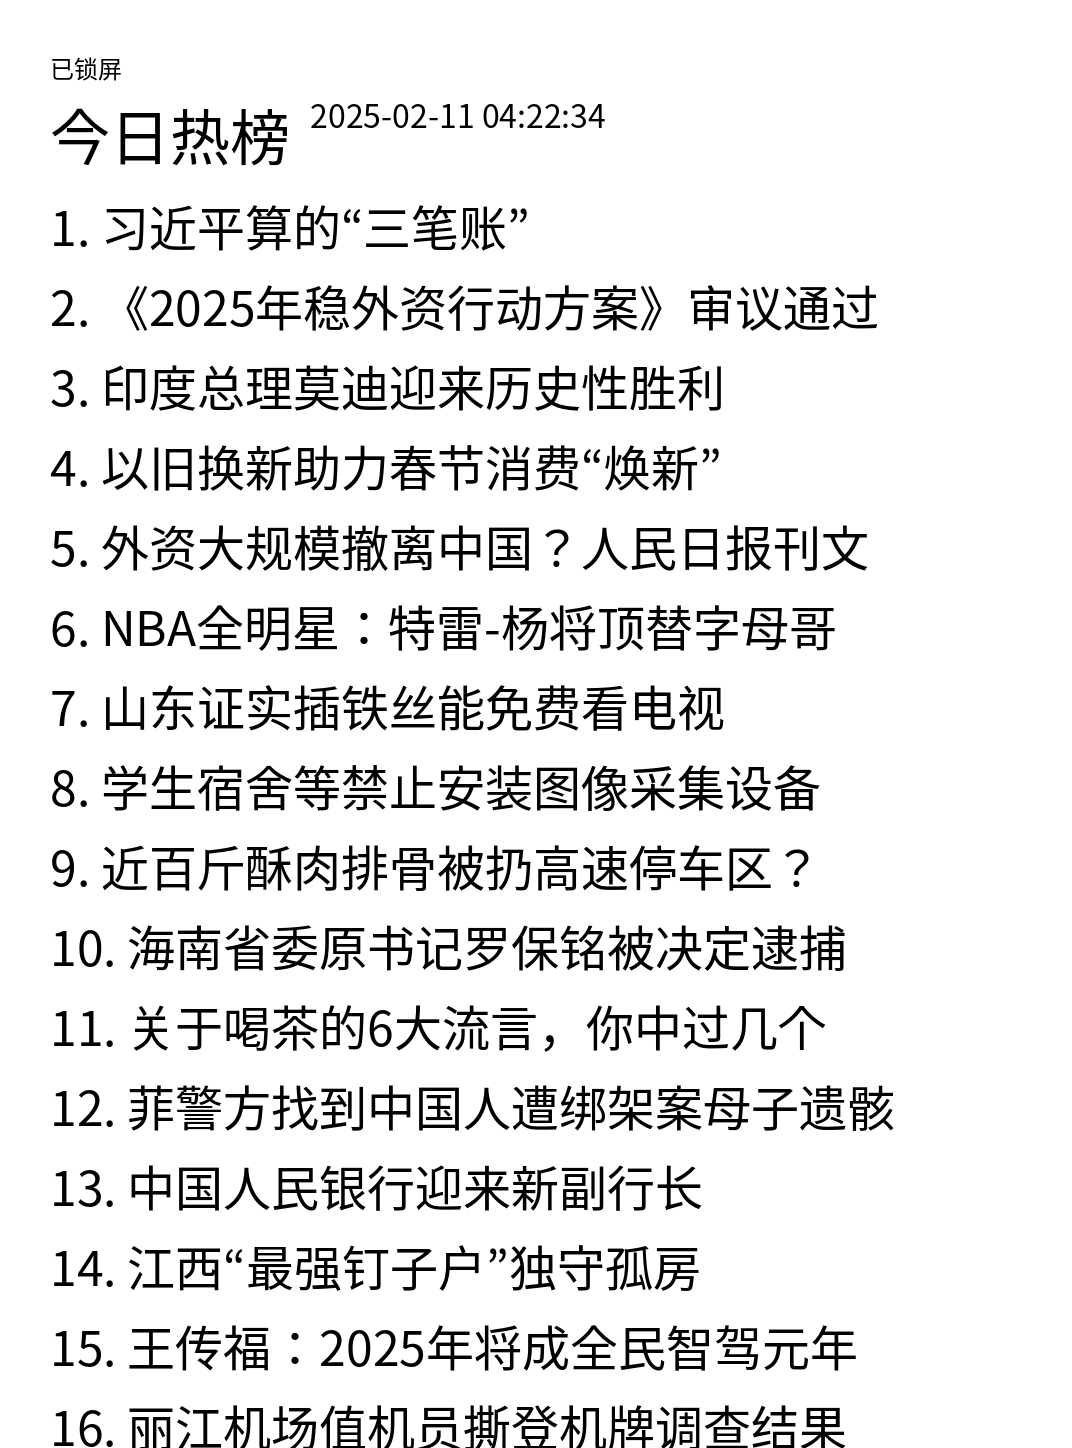 已锁屏
今日热榜 2025-02-11 04:22:34
1. 习近平算的“三笔账”
2. 《2025年稳外资行动方案》审议通过
3. 印度总理莫迪迎来历史性胜利
4. 以旧换新助力春节消费“焕新”
5. 外资大规模撤离中国？人民日报刊文
6. NBA全明星：特雷-杨将顶替字母哥
7. 山东证实插铁丝能免费看电视
8. 学生宿舍等禁止安装图像采集设备
9. 近百斤酥肉排骨被扔高速停车区？
10. 海南省委原书记罗保铭被决定逮捕
11. 关于喝茶的6大流言，你中过几个
12. 菲警方找到中国人遭绑架案母子遗骸
13. 中国人民银行迎来新副行长
14. 江西“最强钉子户”独守孤房
15. 王传福：2025年将成全民智驾元年
16. 丽江机场值机员撕登机牌调查结果